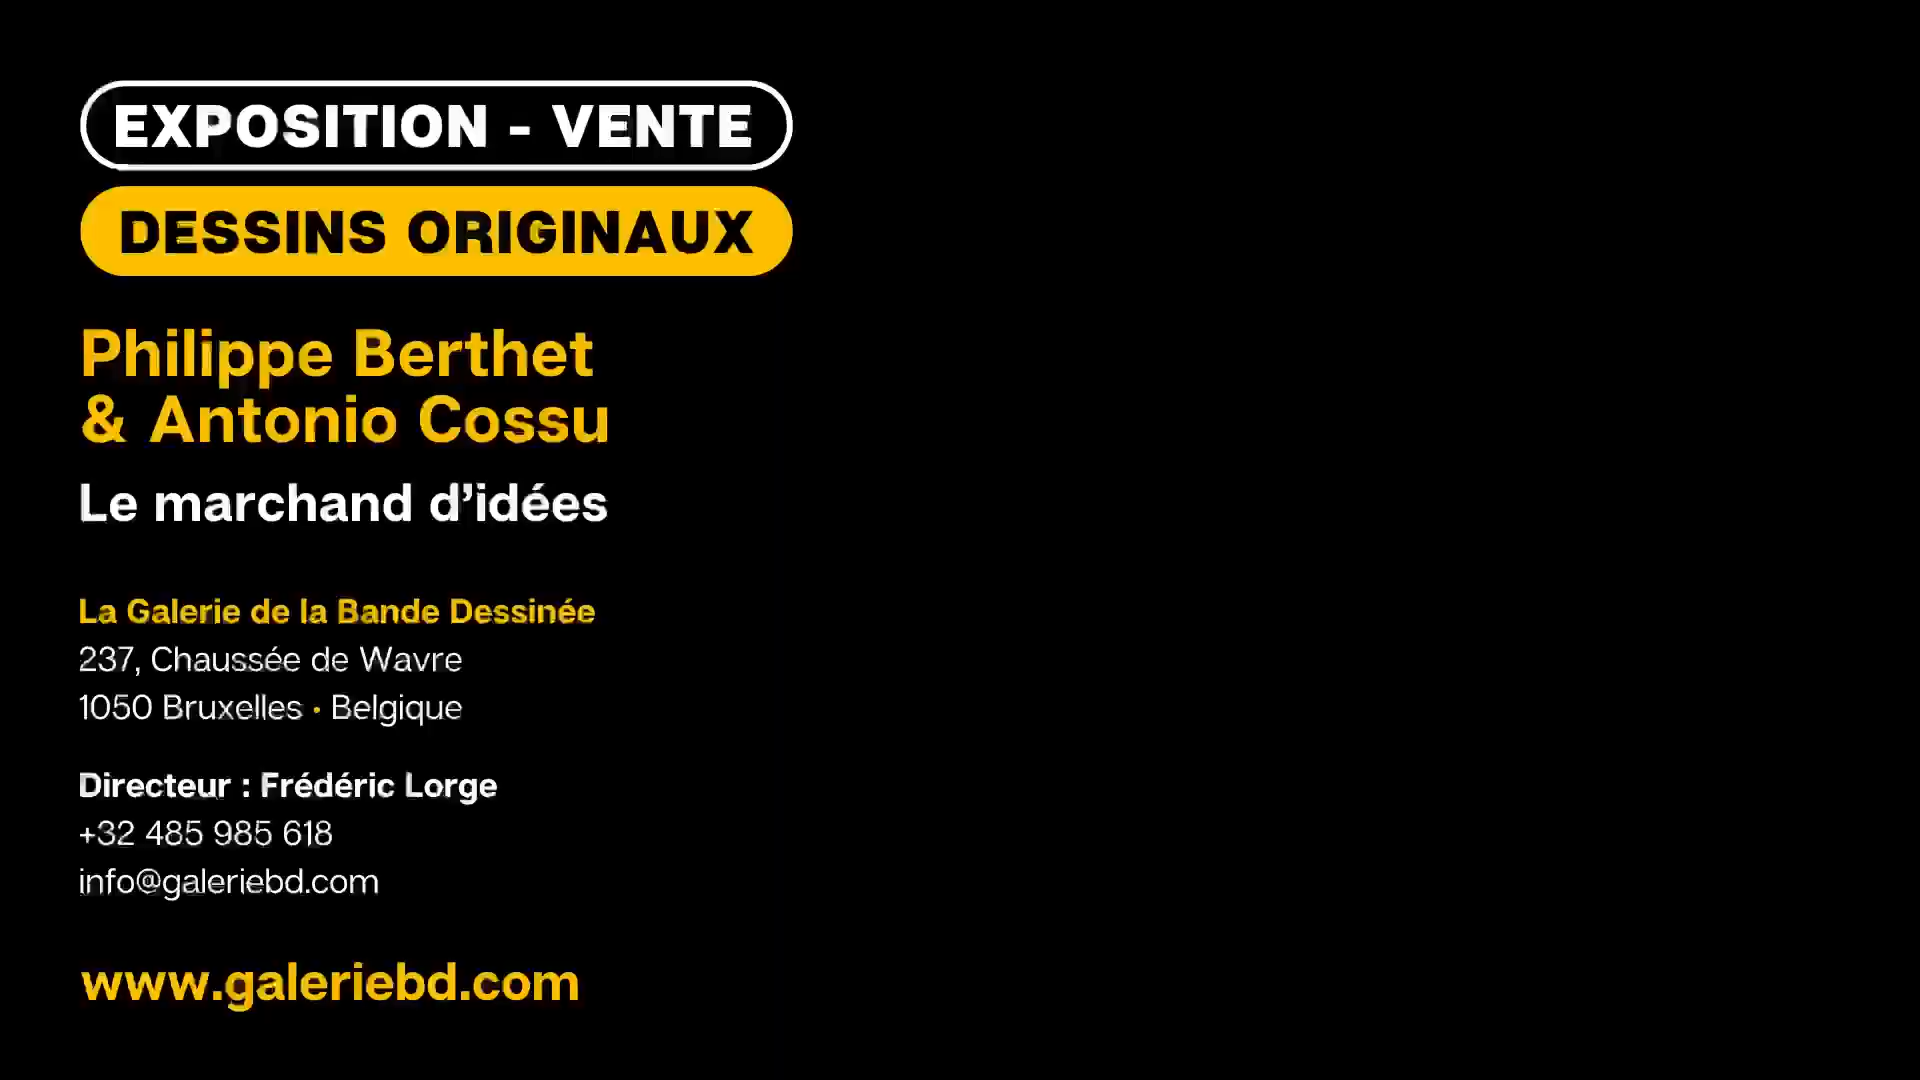 EXPOSITION - VENTE
DESSINS ORIGINAUX
Philippe Berthet
& Antonio Cossu
Le marchand d’idées
La Galerie de la Bande Dessinée
237, Chaussée de Wavre
1050 Bruxelles • Belgique
Directeur : Frédéric Lorge
+32 485 985 618
info@galeriebd.com
www.galeriebd.com